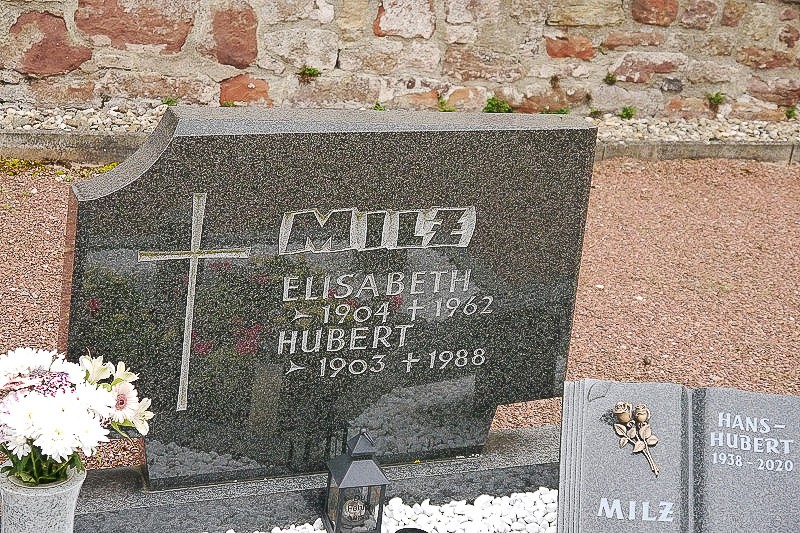 MILZ
ELISABETH
1904 ✝ 1962
HUBERT
1903 ✝ 1988
HANS-
HUBERT
1938 - 2020
MILZ